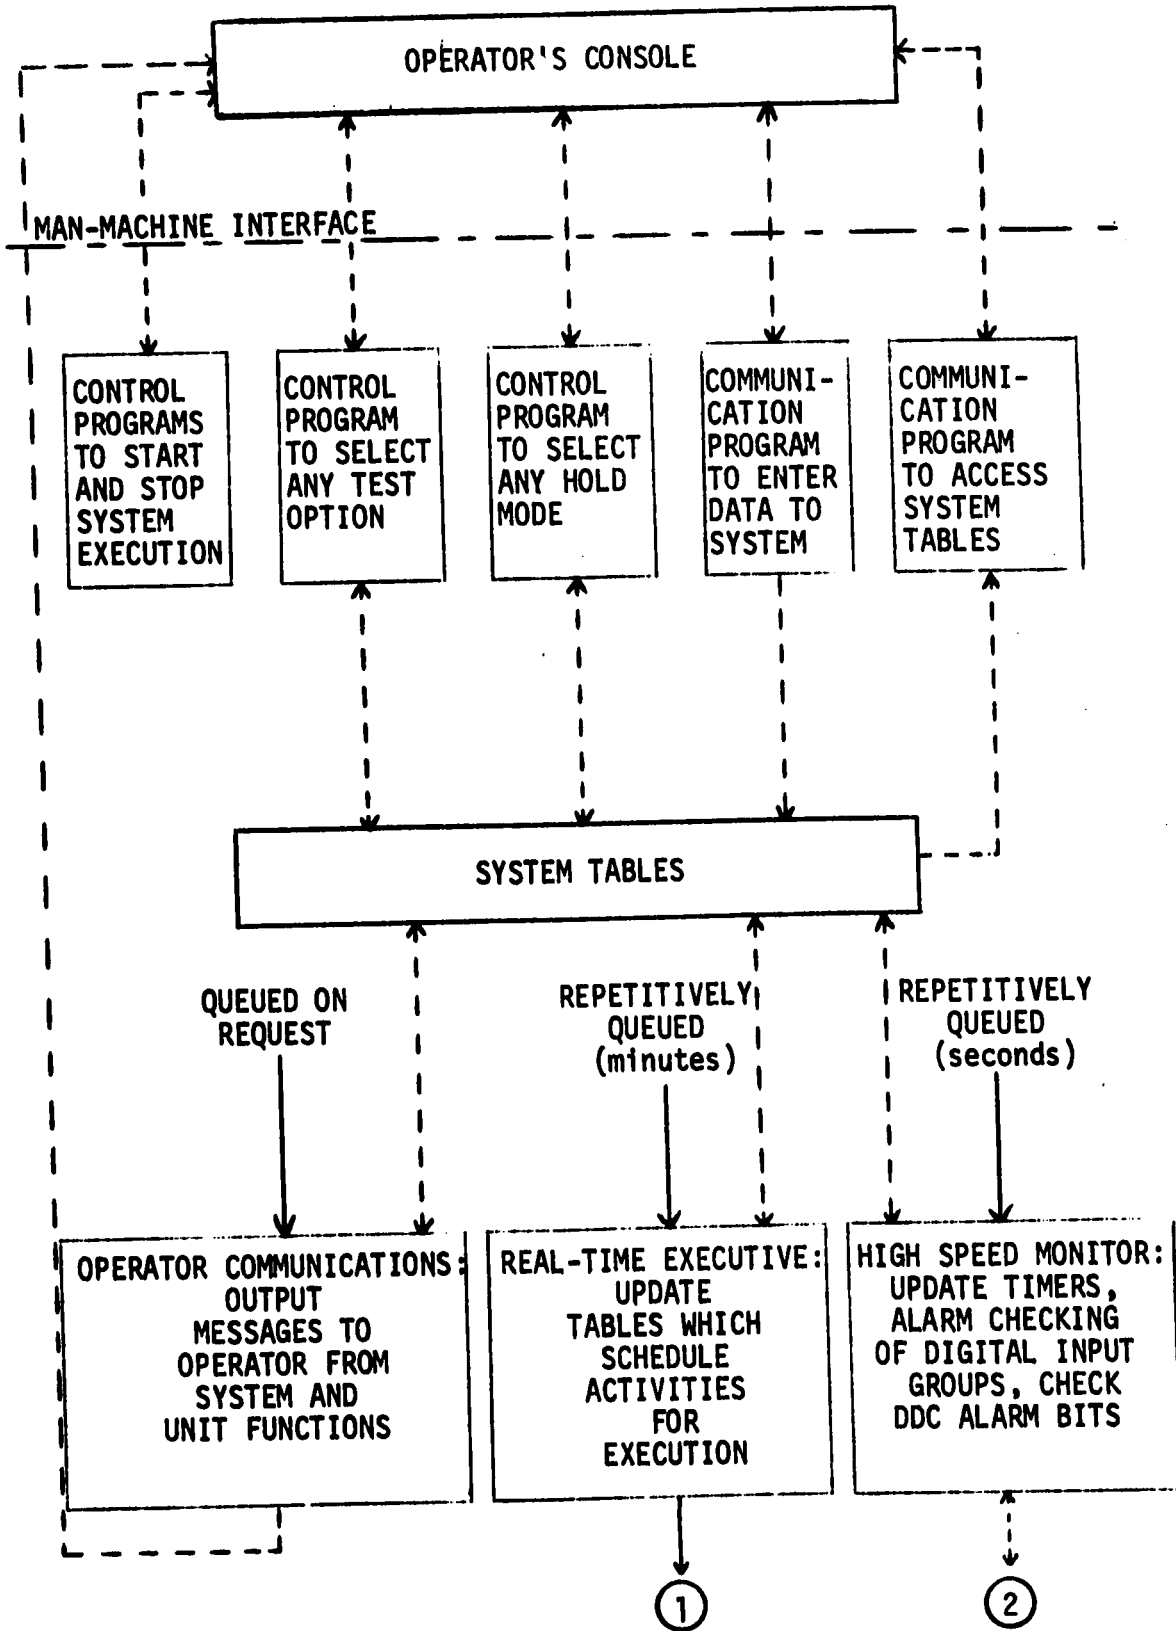 OPERATOR'S CONSOLE
MAN-MACHINE INTERFACE
CONTROL
PROGRAMS
TO START
AND STOP
SYSTEM
EXECUTION
CONTROL
PROGRAM
TO SELECT
ANY TEST
OPTION
CONTROL
PROGRAM
TO SELECT
ANY HOLD
MODE
COMMUNI-
CATION
PROGRAM
TO ENTER
DATA TO
SYSTEM
COMMUNI-
CATION
PROGRAM
TO ACCESS
SYSTEM
TABLES
SYSTEM TABLES
QUEUED ON
REQUEST
REPETITIVELY
QUEUED
(minutes)
REPETITIVELY
QUEUED
(seconds)
OPERATOR COMMUNICATIONS:
OUTPUT
MESSAGES TO
OPERATOR FROM
SYSTEM AND
UNIT FUNCTIONS
REAL-TIME EXECUTIVE:
UPDATE
TABLES WHICH
SCHEDULE
ACTIVITIES
FOR
EXECUTION
HIGH SPEED MONITOR:
UPDATE TIMERS,
ALARM CHECKING
OF DIGITAL INPUT
GROUPS, CHECK
DDC ALARM BITS
1
2